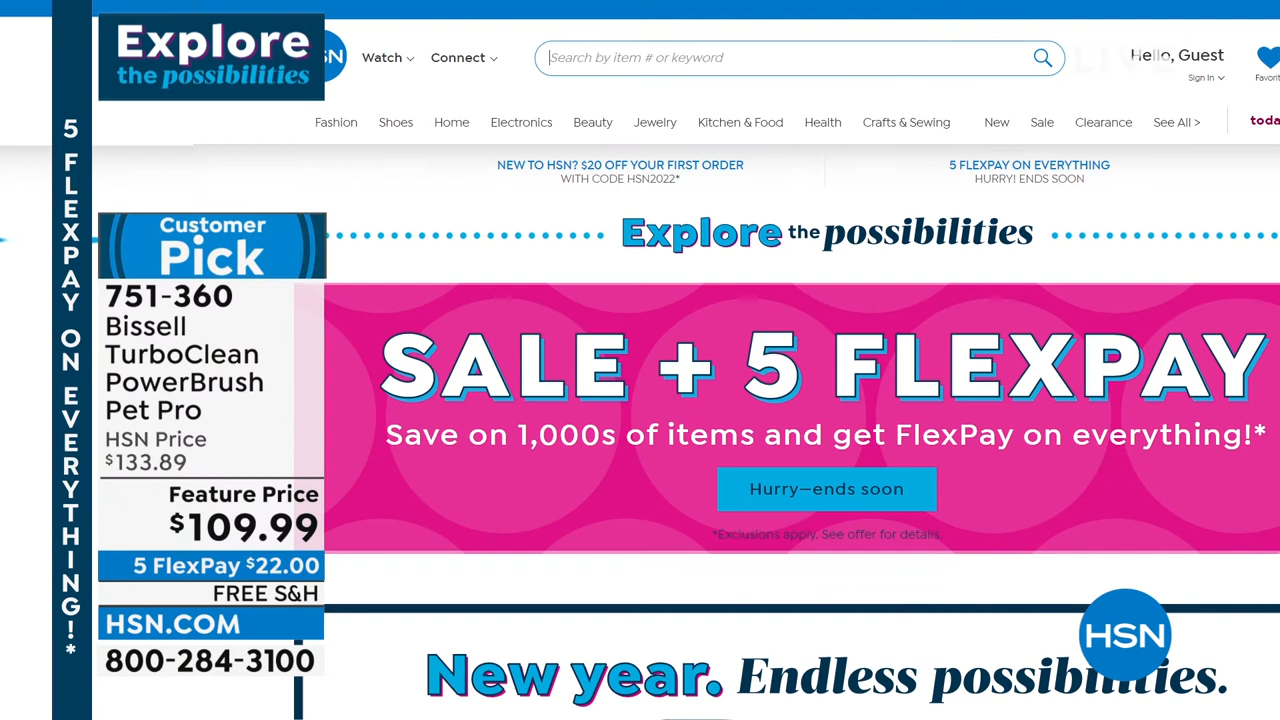 Explore
the possibilities
5 FLEXPAY ON EVERYTHING!*
Customer
Pick
751-360
Bissell
TurboClean
PowerBrush
Pet Pro
HSN Price
$133.89
Feature Price
$109.99
5 FlexPay $22.00
FREE S&H
HSN.COM
800-284-3100
SN
Watch
Connect
Search by item # or keyword
LIVE
Hello, Guest
Sign In
Favori
Fashion Shoes Home Electronics Beauty Jewelry Kitchen & Food Health Crafts & Sewing New Sale Clearance See All > toda
NEW TO HSN? $20 OFF YOUR FIRST ORDER
WITH CODE HSN2022*
5 FLEXPAY ON EVERYTHING
HURRY! ENDS SOON
Explore the possibilities
SALE + 5 FLEXPAY
Save on 1,000s of items and get FlexPay on everything!*
Hurry–ends soon
*Exclusions apply. See offer for details.
HSN
New year. Endless possibilities.